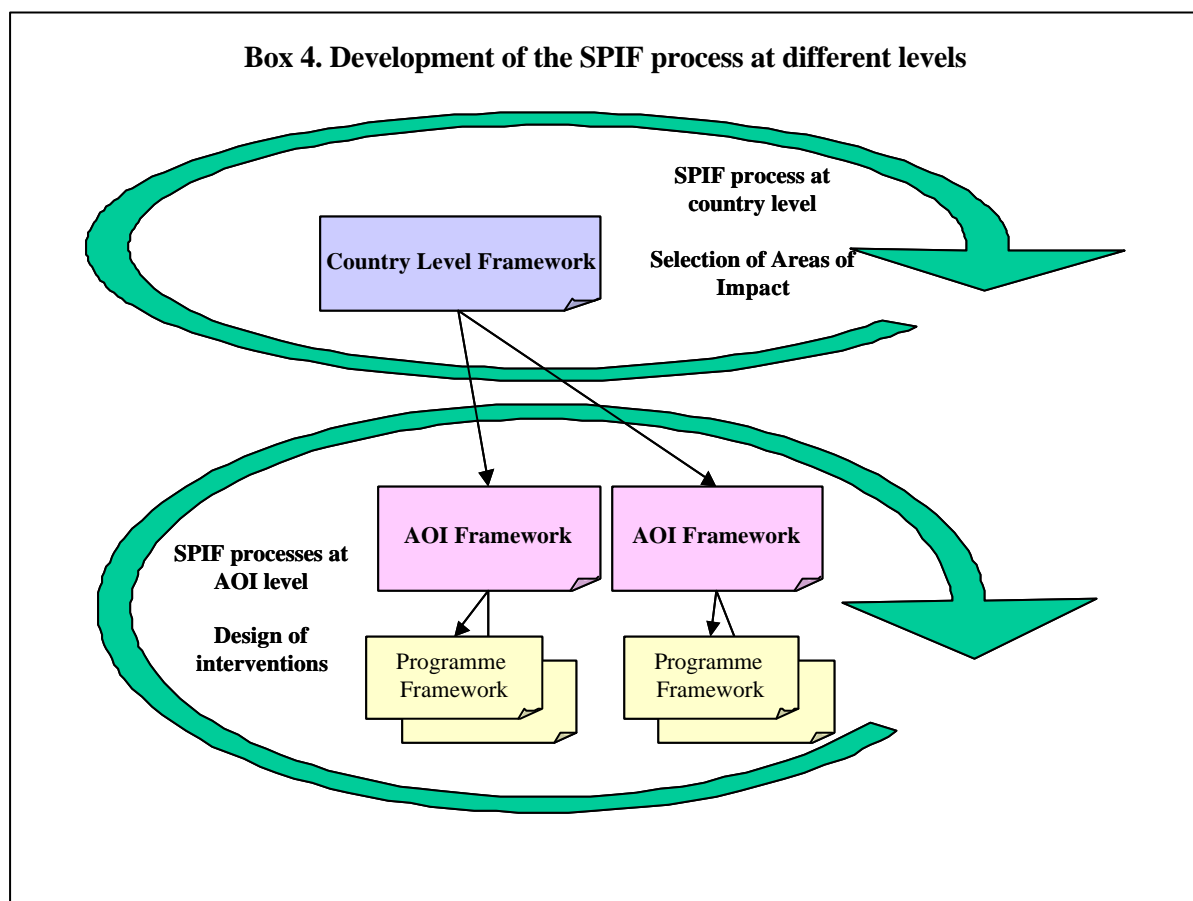 Box 4. Development of the SPIF process at different levels
SPIF process at
country level
Country Level Framework
Selection of Areas of
Impact
AOI Framework
AOI Framework
SPIF processes at
AOI level
Design of
interventions
Programme
Framework
Programme
Framework